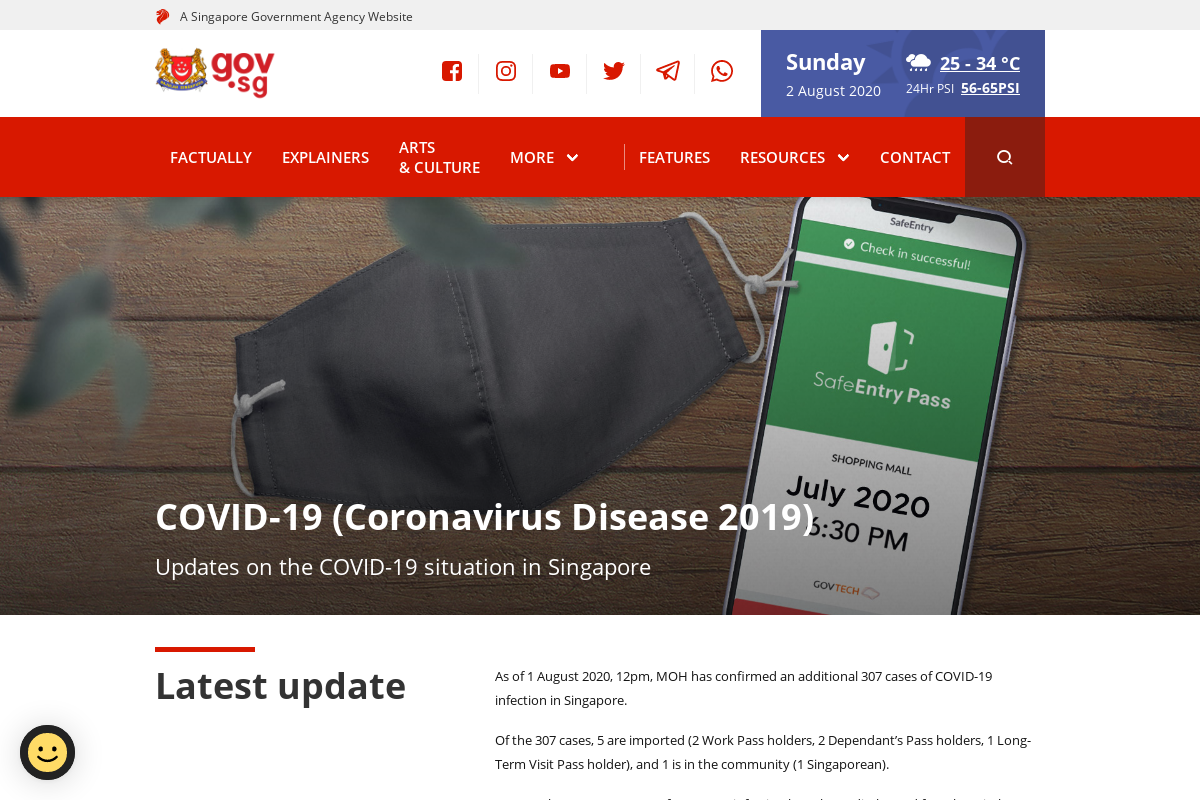 A Singapore Government Agency Website
gov
.sg
Sunday
2 August 2020
25 - 34 °C
24Hr PSI 56-65PSI
FACTUALLY
EXPLAINERS
ARTS
& CULTURE
MORE
FEATURES
RESOURCES
CONTACT
SafeEntry
Check in successful!
SafeEntry Pass
SHOPPING MALL
July 2020
6:30 PM
GOVTECH
COVID-19 (Coronavirus Disease 2019)
Updates on the COVID-19 situation in Singapore
Latest update
As of 1 August 2020, 12pm, MOH has confirmed an additional 307 cases of COVID-19
infection in Singapore.
Of the 307 cases, 5 are imported (2 Work Pass holders, 2 Dependant’s Pass holders, 1 Long-
Term Visit Pass holder), and 1 is in the community (1 Singaporean).